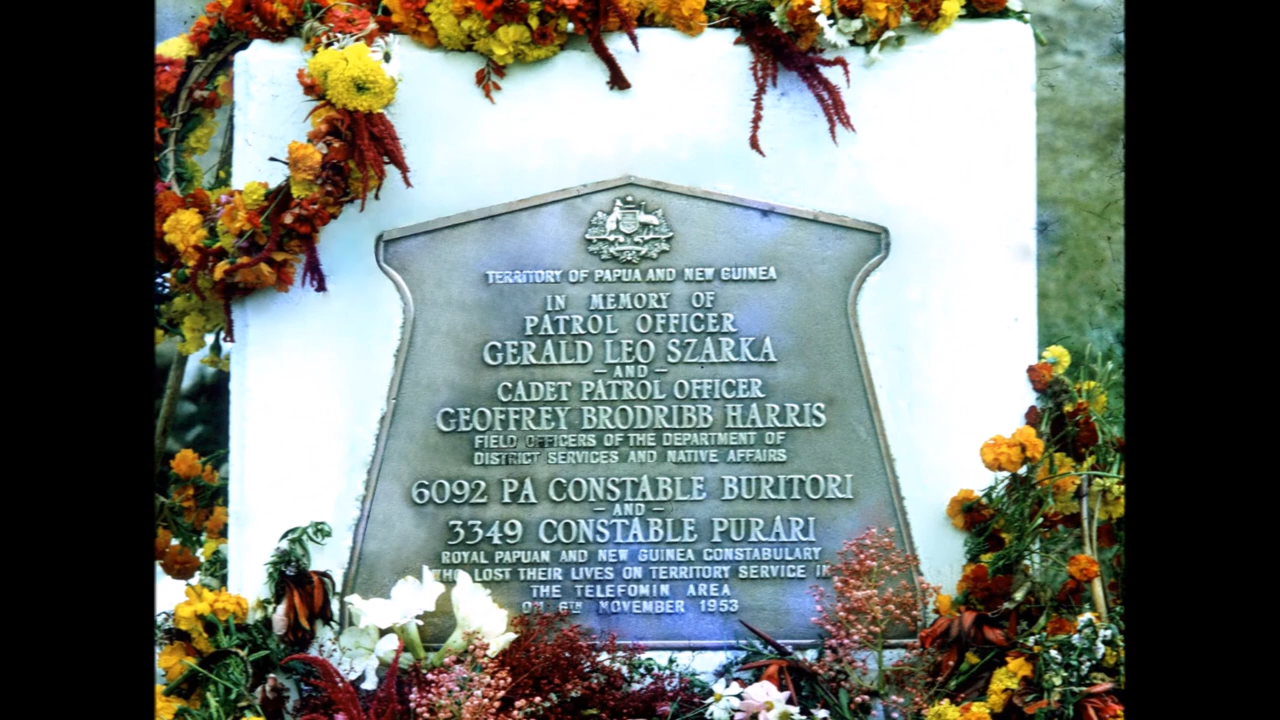 TERRITORY OF PAPUA AND NEW GUINEA
IN MEMORY OF
PATROL OFFICER
GERALD LEO SZARKA
– AND –
CADET PATROL OFFICER
GEOFFREY BRODRIBB HARRIS
FIELD OFFICERS OF THE DEPARTMENT OF
DISTRICT SERVICES AND NATIVE AFFAIRS
6092 PA CONSTABLE BURITORI
– AND –
3349 CONSTABLE PURARI
ROYAL PAPUAN AND NEW GUINEA CONSTABULARY
WHO LOST THEIR LIVES ON TERRITORY SERVICE IN
THE TELEFOMIN AREA
ON 6TH NOVEMBER 1953